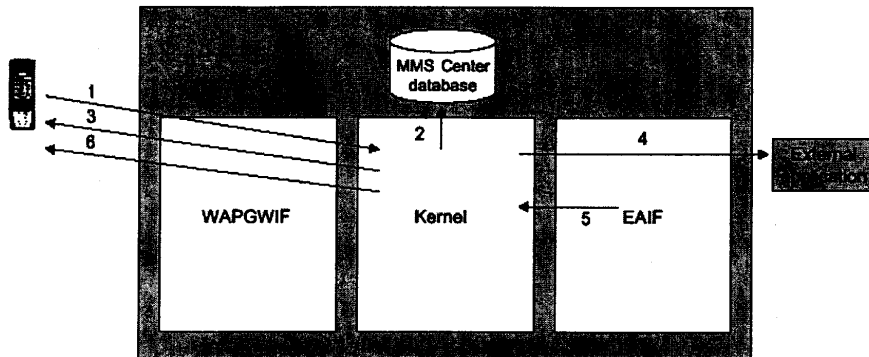 MMS Center
database
1
3
6
2
4
WAPGWIF
Kernel
5
EAIF
External